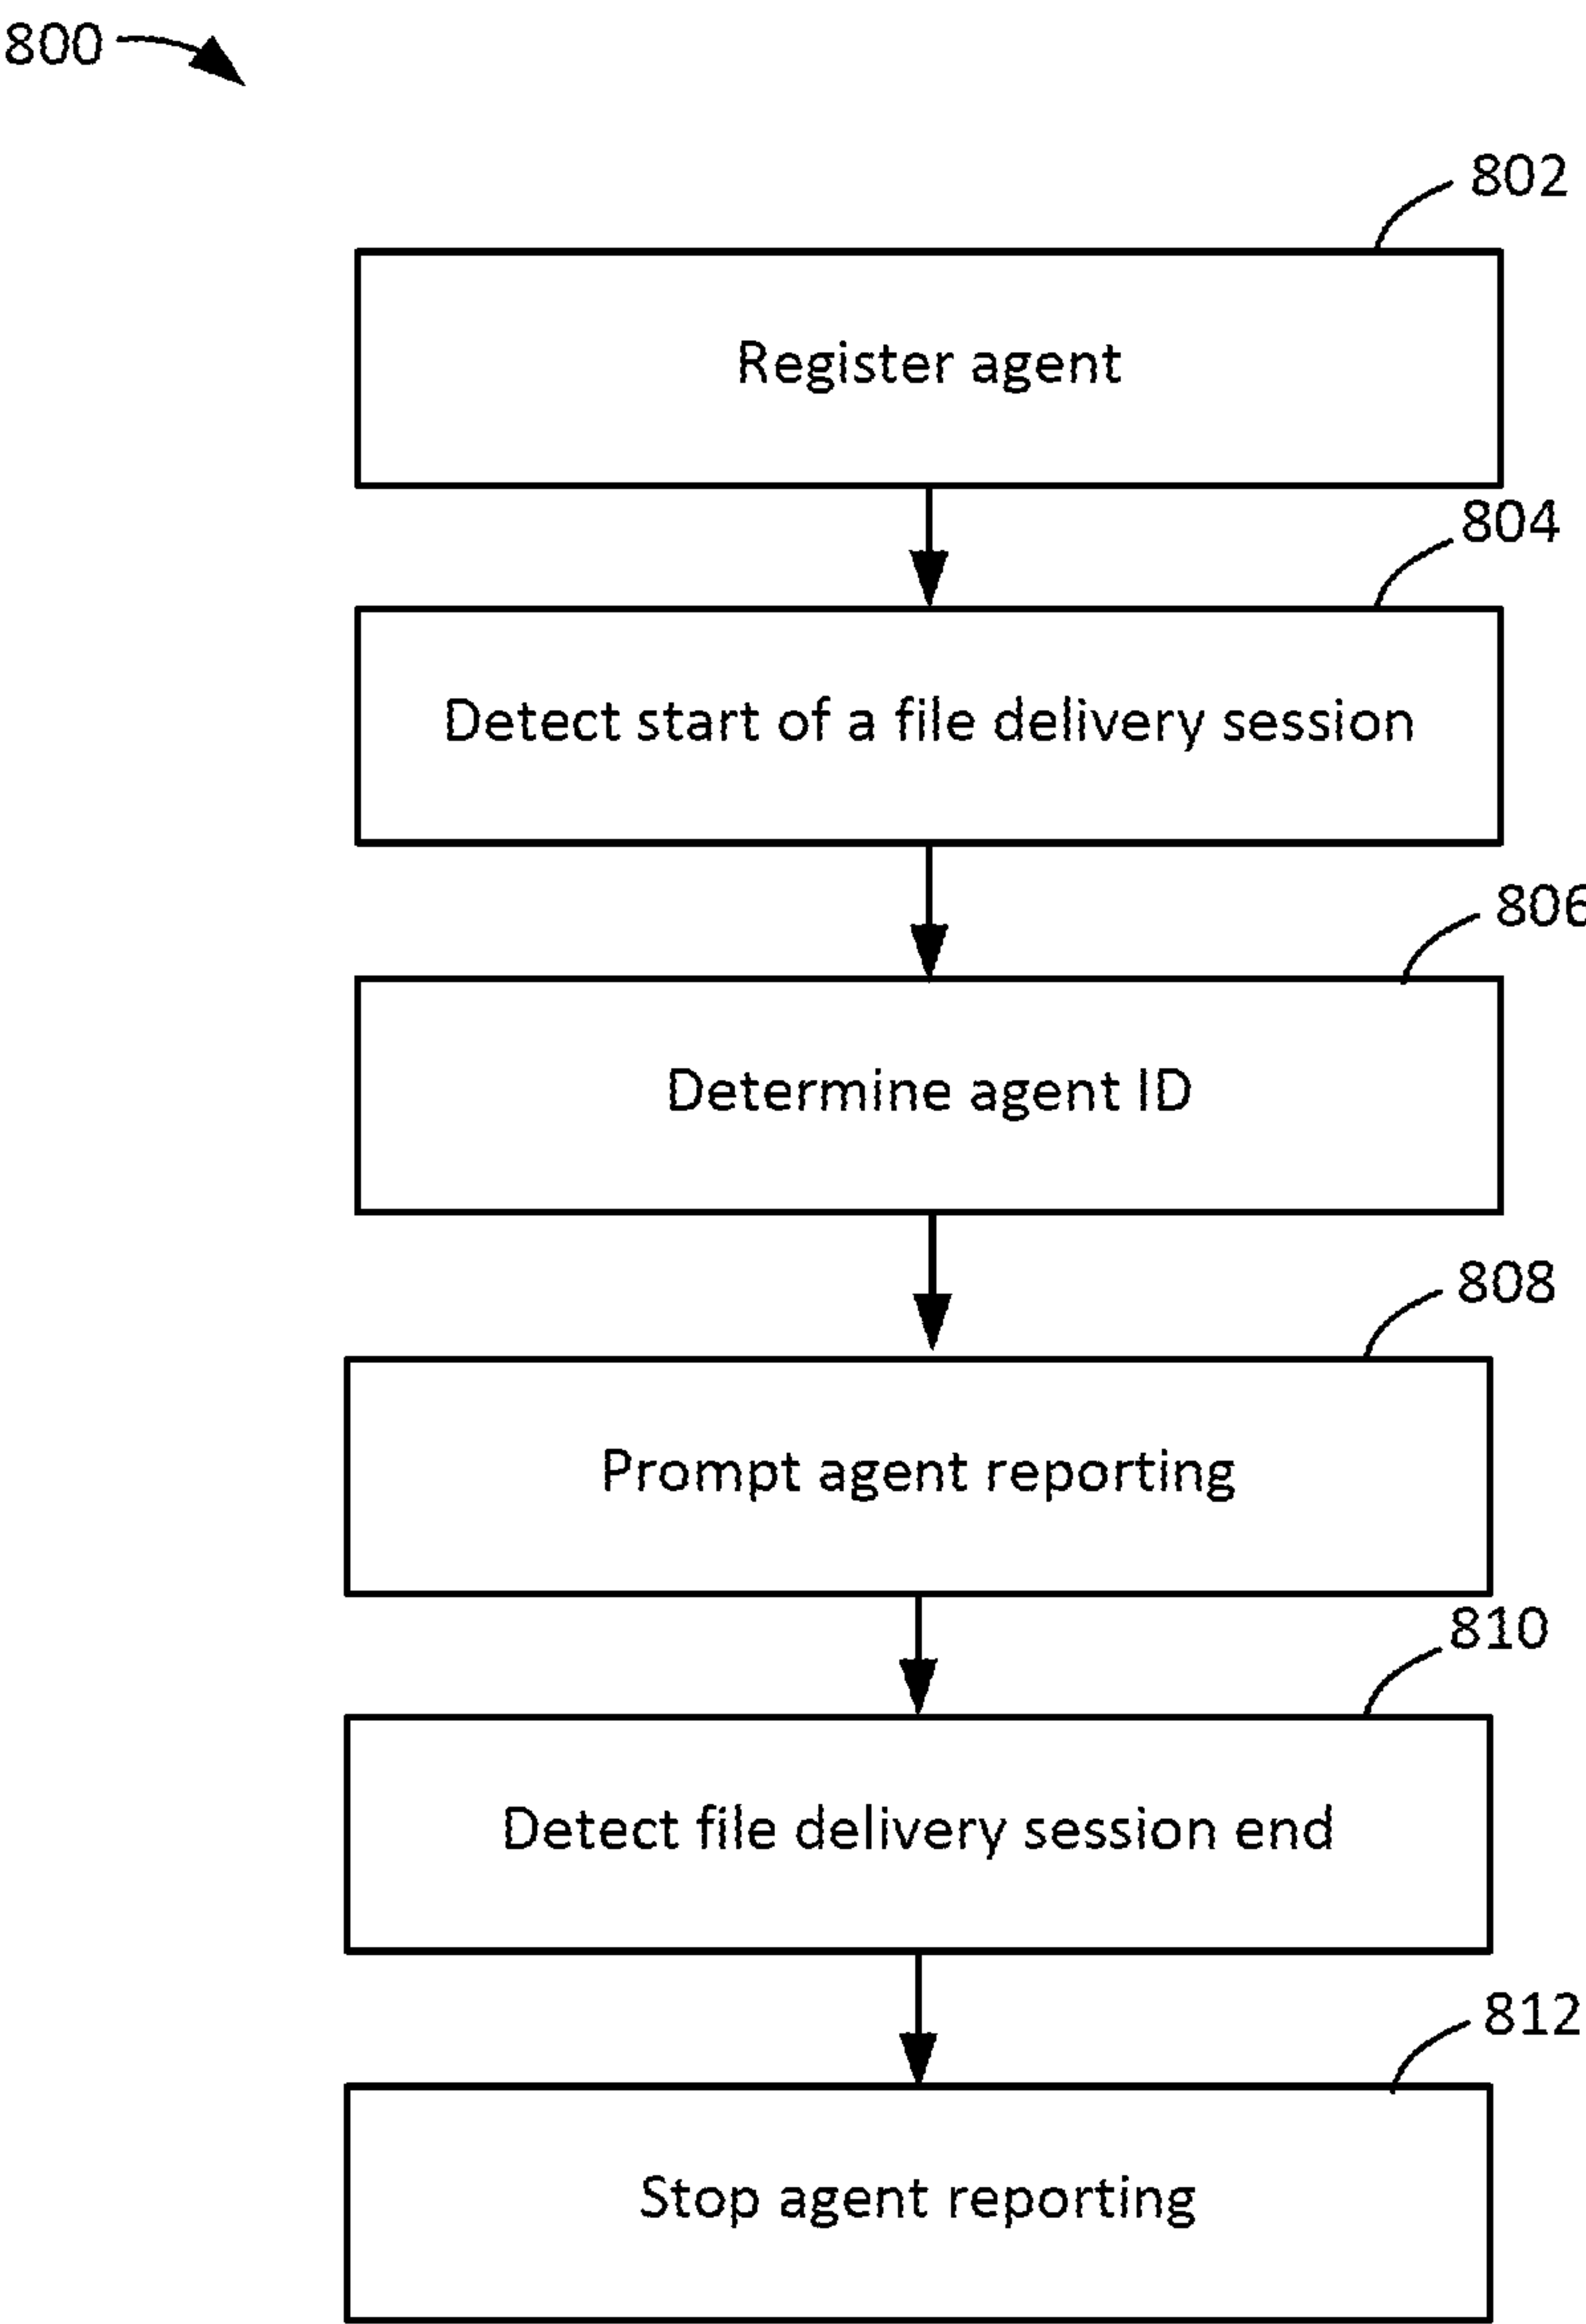 800
802
Register agent
804
Detect start of a file delivery session
806
Determine agent ID
808
Prompt agent reporting
810
Detect file delivery session end
812
Stop agent reporting